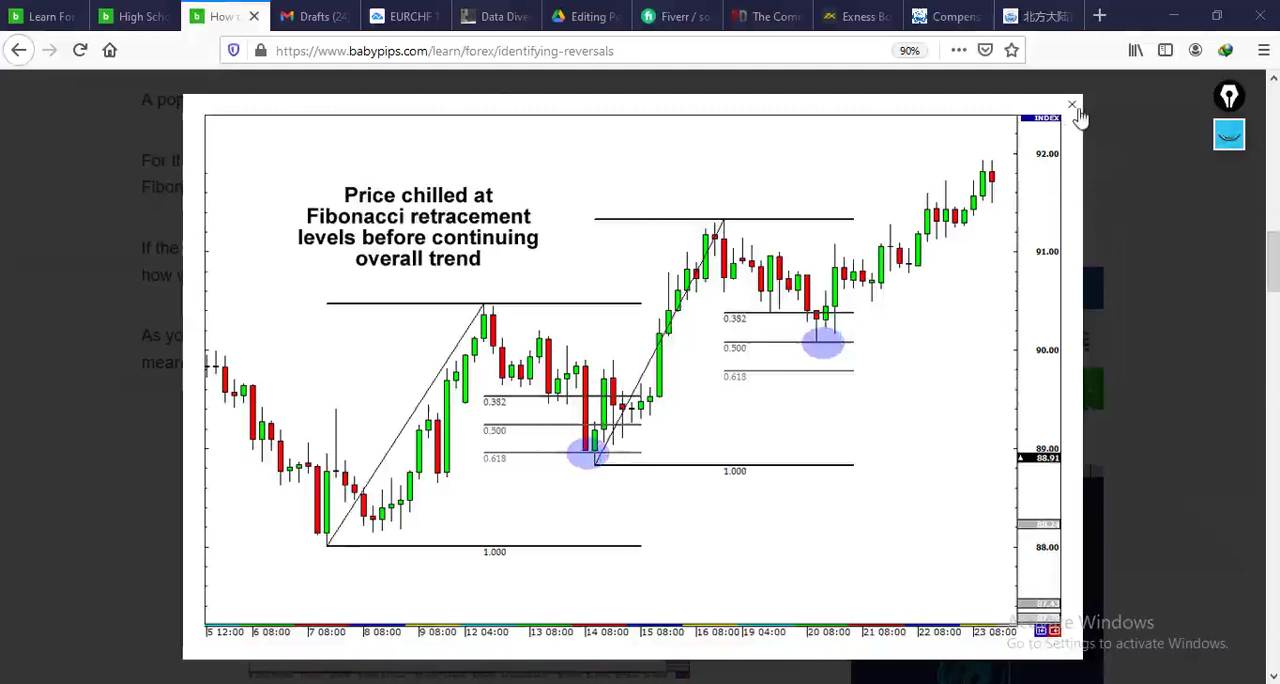 Learn For
High Scho
How t
Drafts (24
EURCHF 1
Data Dive
Editing Po
Fiverr / so
The Com
Exness Bo
Compens
北方大陆
https://www.babypips.com/learn/forex/identifying-reversals
90%
A pop
For th
Fibon
If the
how w
As yo
mear
INDEX
92.00
Price chilled at
Fibonacci retracement
levels before continuing
overall trend
91.00
0.382
0.500
90.00
0.618
0.382
0.500
0.618
89.00
88.91
1.000
1.000
88.00
5 12:00 6 08:00 7 08:00 8 08:00 9 08:00 12 04:00 13 08:00 14 08:00 15 08:00 16 08:00 19 04:00 20 08:00 21 08:00 22 08:00 23 08:00
Activate Windows
Go to Settings to activate Windows.